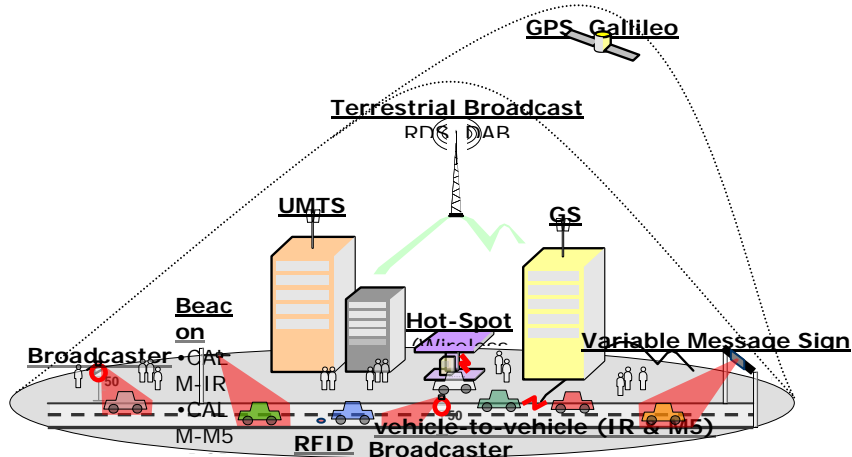 GPS, Gallileo
Terrestrial Broadcast
RDS, DAB
UMTS
GS
Beac
on
•CAL
M-IR
•CAL
M-M5
Hot-Spot
(Wireless
Variable Message Sign
Broadcaster
50
50
vehicle-to-vehicle (IR & M5)
RFID
Broadcaster